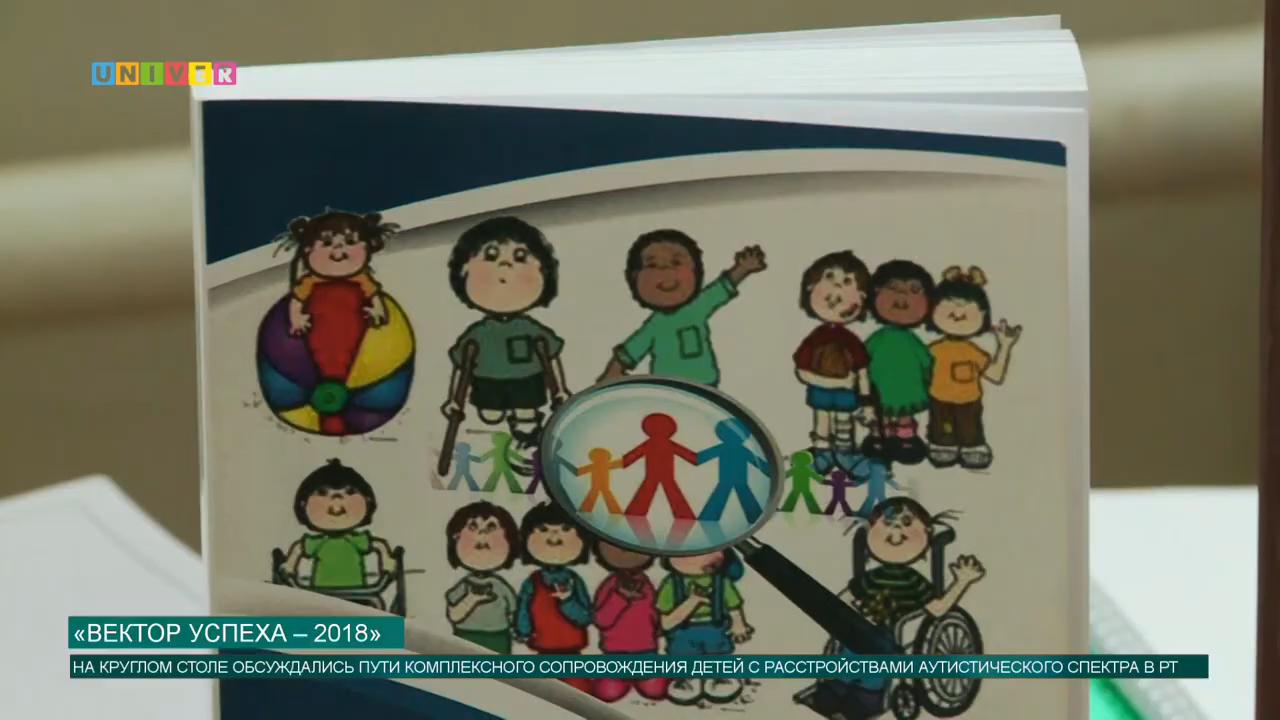 UNIVER
«ВЕКТОР УСПЕХА – 2018»
НА КРУГЛОМ СТОЛЕ ОБСУЖДАЛИСЬ ПУТИ КОМПЛЕКСНОГО СОПРОВОЖДЕНИЯ ДЕТЕЙ С РАССТРОЙСТВАМИ АУТИСТИЧЕСКОГО СПЕКТРА В РТ